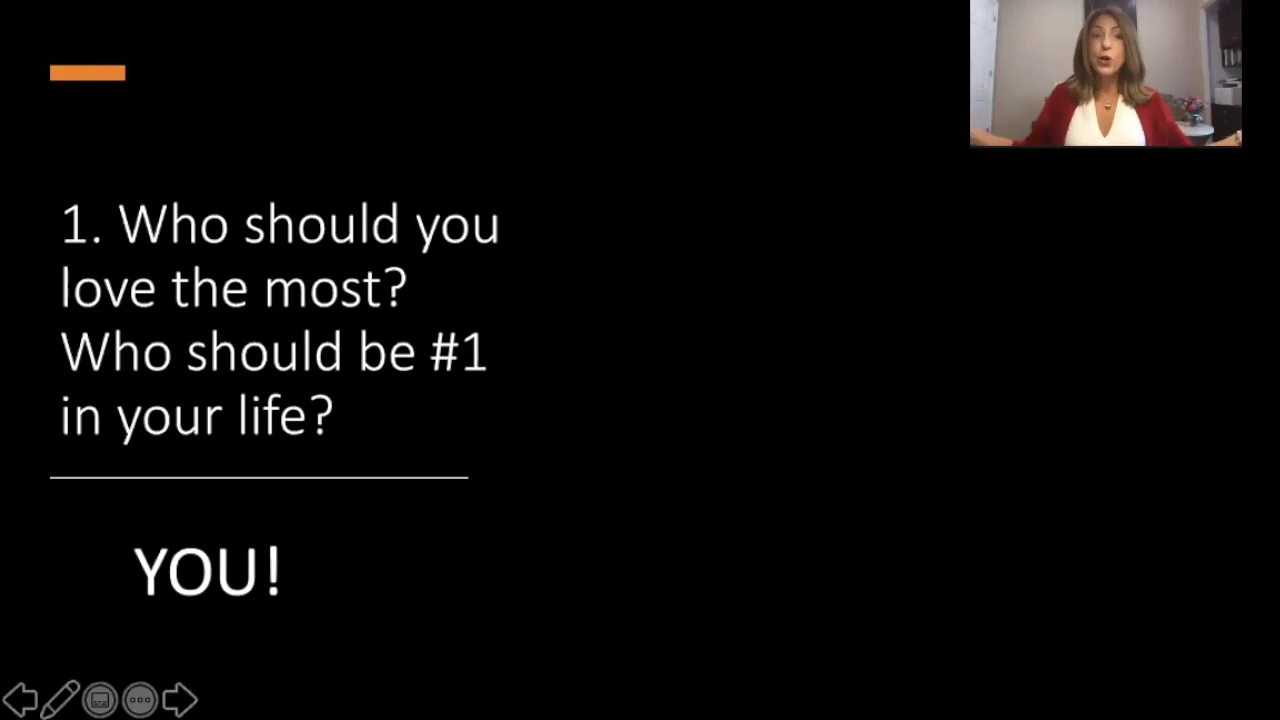 1. Who should you
love the most?
Who should be #1
in your life?
YOU!